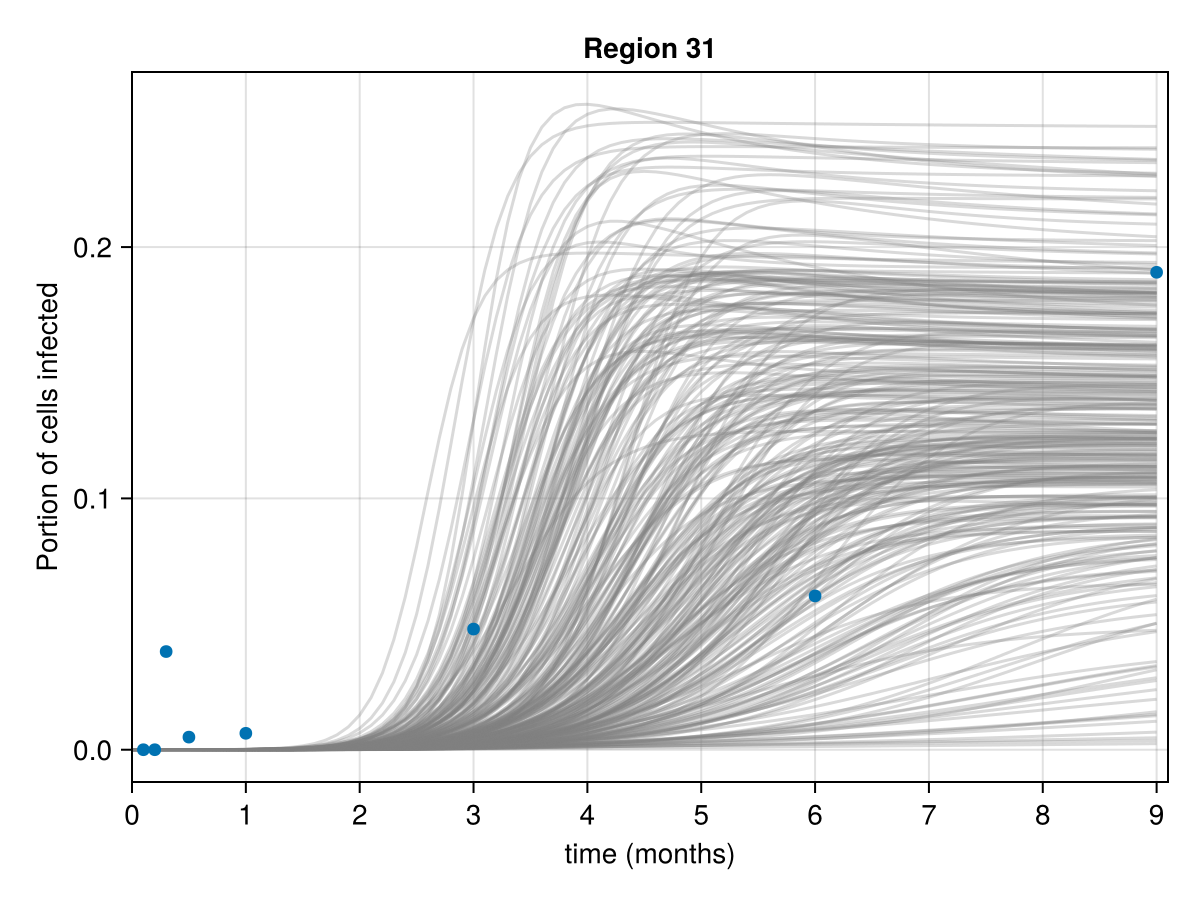 Region 31
Portion of cells infected
0.2
0.1
0.0
0 1 2 3 4 5 6 7 8 9
time (months)